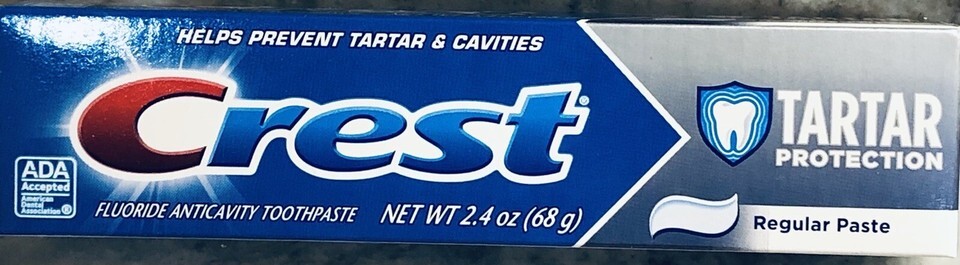 HELPS PREVENT TARTAR & CAVITIES
Crest®
ADA
Accepted
American
Dental
Association ®
FLUORIDE ANTICAVITY TOOTHPASTE NET WT 2.4 oz (68 g)
TARTAR
PROTECTION
Regular Paste